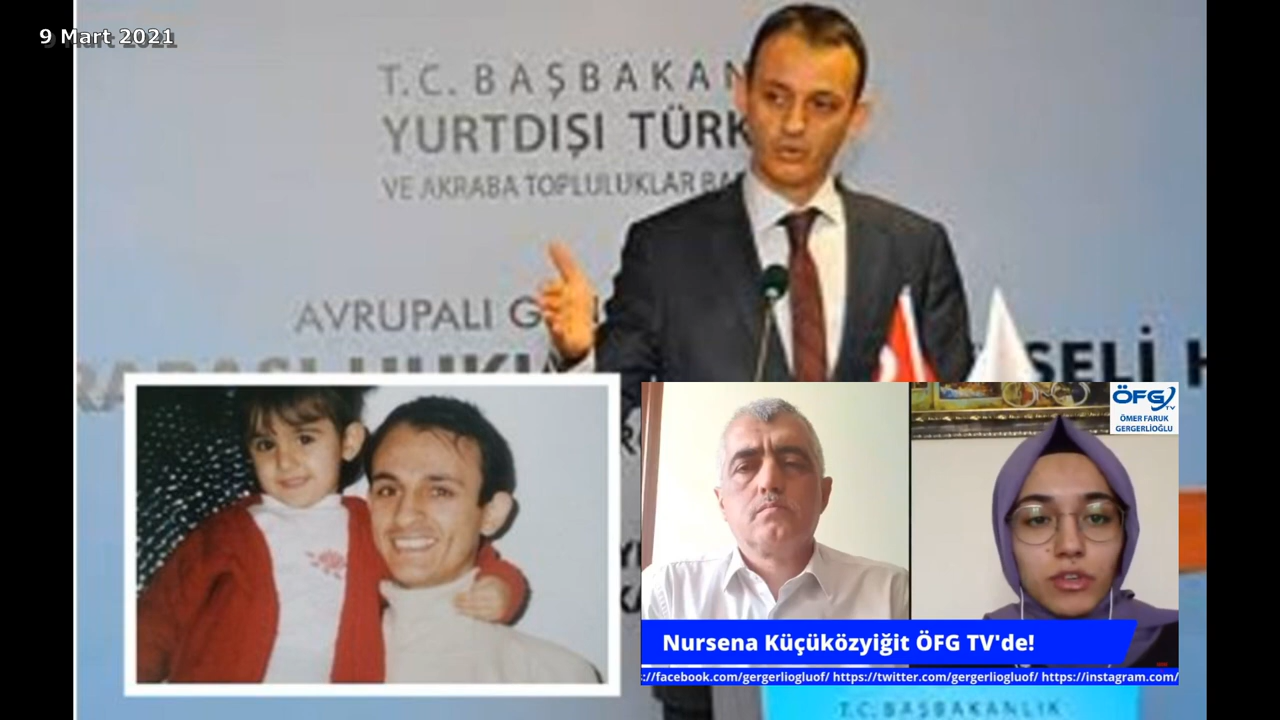 9 Mart 2021
T.C. BAŞBAKAN
YURTDIŞI TÜRK
VE AKRABA TOPLULUKLAR
AVRUPALI
SELİ H
ÖFG TV
ÖMER FARUK
GERGERLİOĞLU
Nursena Küçüközyiğit ÖFG TV'de!
://facebook.com/gergerliogluof/ https://twitter.com/gergerliogluof/ https://instagram.com/
T.C. BAŞBAKANLIK